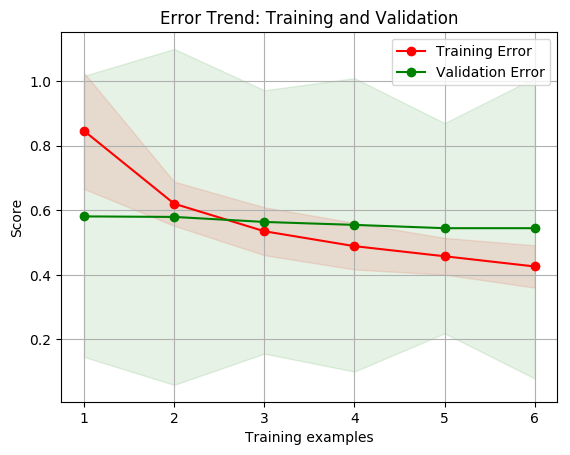 Error Trend: Training and Validation
Training Error
Validation Error
Score
1.0
0.8
0.6
0.4
0.2
1 2 3 4 5 6
Training examples